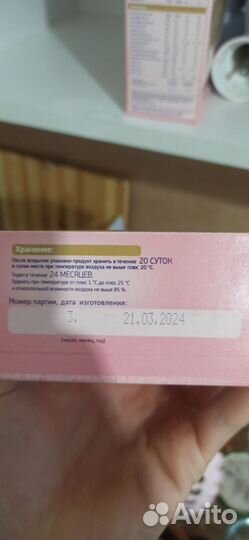 Хранение:
После вскрытия упаковки продукт хранить в течение 20 СУТОК
в сухом месте при температуре воздуха не выше плюс 20 °С.
Годен в течение 24 МЕСЯЦЕВ.
Хранить при температуре от плюс 1 °С до плюс 25 °С
и относительной влажности воздуха не выше 85 %.
Номер партии, дата изготовления:
3. 21.03.2024
(число, месяц, год)
Avito